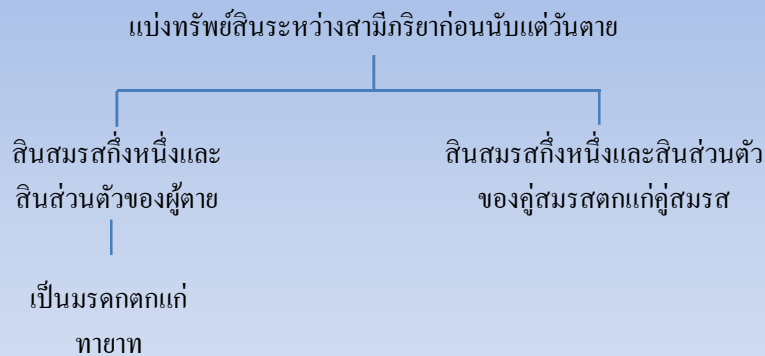 แบ่งทรัพย์สินระหว่างสามีภริยาก่อนนับแต่วันตาย
สินสมรสกึ่งหนึ่งและ
สินส่วนตัวของผู้ตาย
สินสมรสกึ่งหนึ่งและสินส่วนตัว
ของคู่สมรสตกแก่คู่สมรส
เป็นมรดกตกแก่
ทายาท